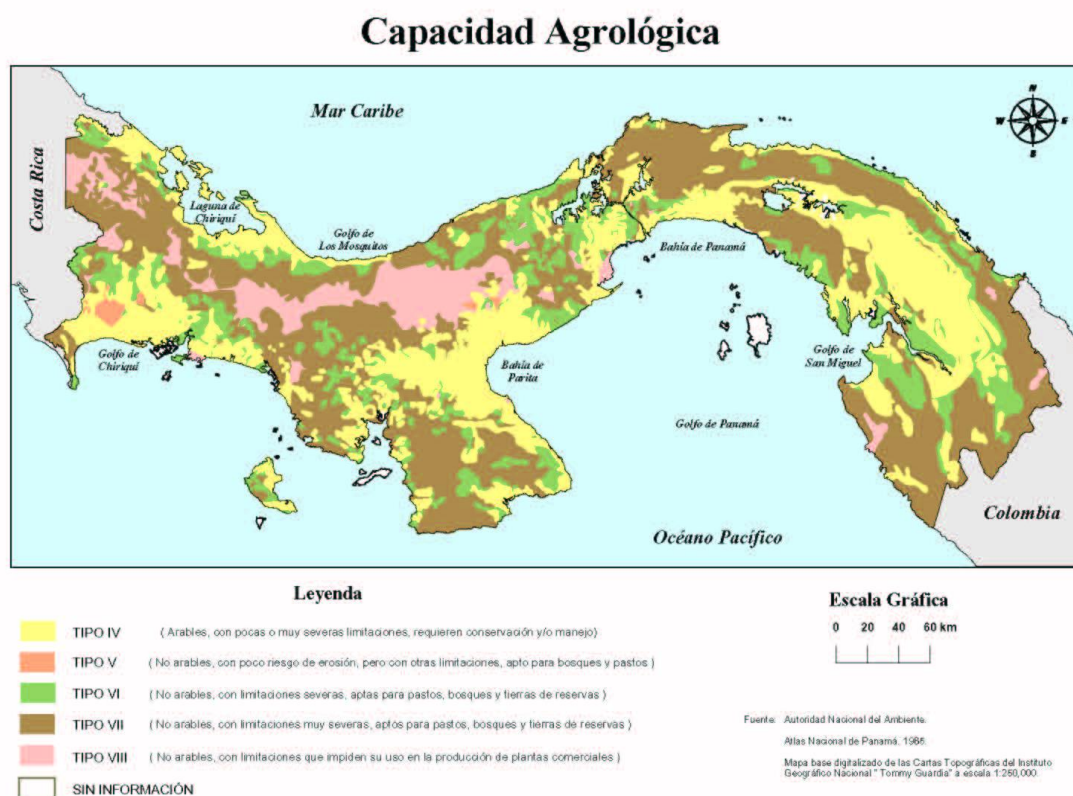 Capacidad Agrológica
Mar Caribe
N
W E
S
Costa Rica
Laguna de
Chiriquí
Golfo de
Los Mosquitos
Bahía de Panamá
Golfo de
Chiriquí
Bahía de
Parita
Golfo de
San Miguel
Golfo de Panamá
Colombia
Océano Pacífico
Leyenda
TIPO IV ( Arables, con pocas o muy severas limitaciones, requieren conservación y/o manejo)
TIPO V ( No arables, con poco riesgo de erosión, pero con otras limitaciones, apto para bosques y pastos )
TIPO VI ( No arables, con limitaciones severas, aptas para pastos, bosques y tierras de reservas )
TIPO VII ( No arables, con limitaciones muy severas, aptos para pastos, bosques y tierras de reservas )
TIPO VIII ( No arables, con limitaciones que impiden su uso en la producción de plantas comerciales )
SIN INFORMACIÓN
Escala Gráfica
0 20 40 60 km
Fuente: Autoridad Nacional del Ambiente.
Atlas Nacional de Panamá, 1985.
Mapa base digitalizado de las Cartas Topográficas del Instituto
Geográfico Nacional " Tommy Guardia" a escala 1:250,000.